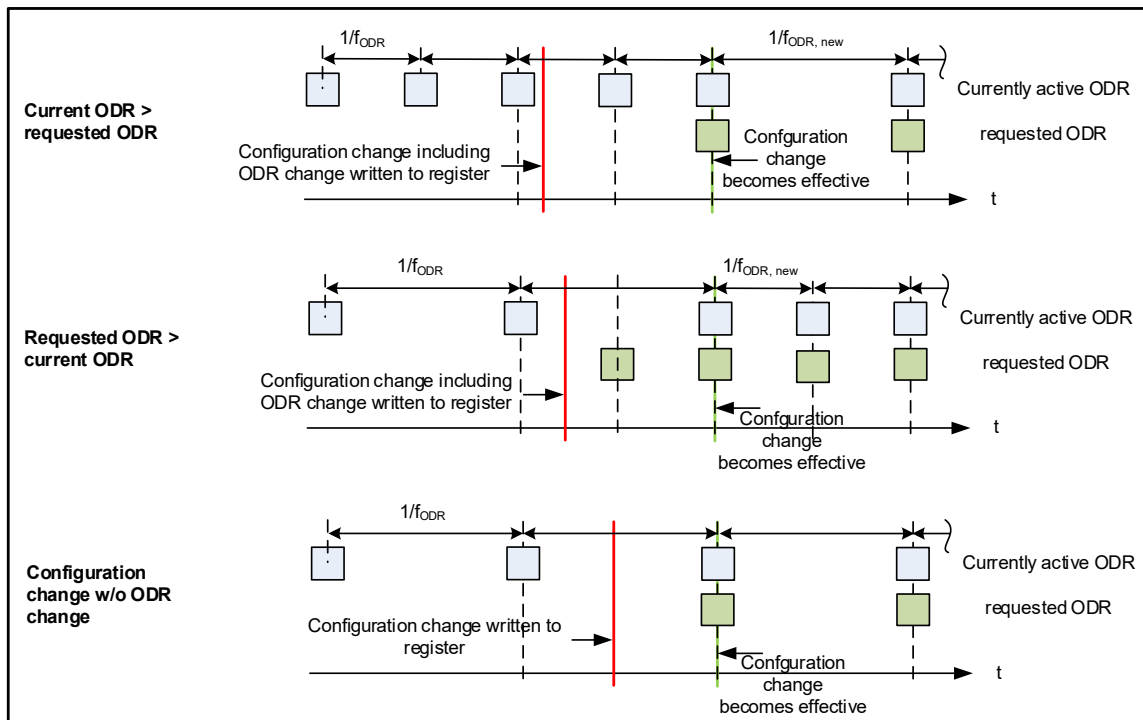 1/fODR
1/fODR, new
Current ODR >
requested ODR
Currently active ODR
requested ODR
Configuration change including
ODR change written to register
Confguration
change
becomes effective
t
1/fODR
1/fODR, new
Requested ODR >
current ODR
Currently active ODR
requested ODR
Configuration change including
ODR change written to register
Confguration
change
becomes effective
t
1/fODR
Configuration
change w/o ODR
change
Currently active ODR
requested ODR
Configuration change written to
register
Confguration
change
becomes effective
t